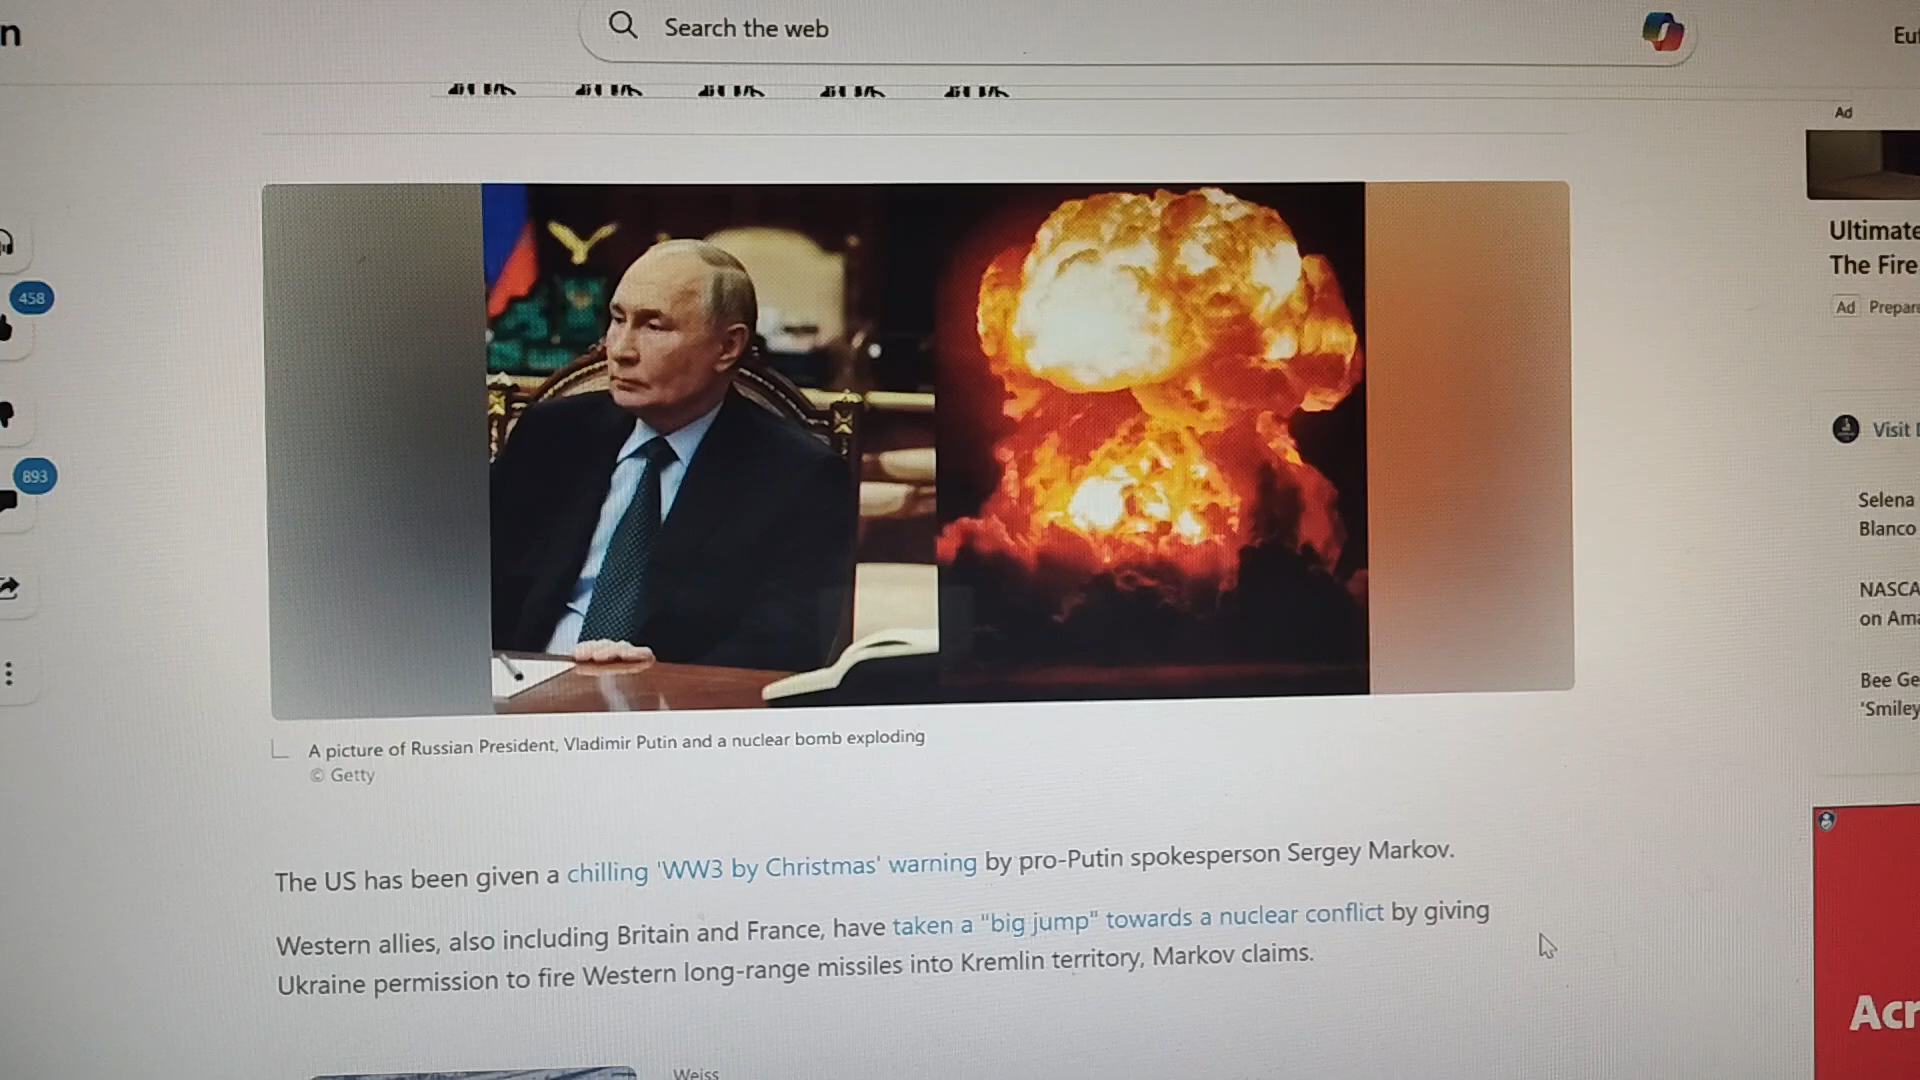 n
Search the web
Eu
Ad
458
893
Ultimate
The Fire
Ad Prepar
Visit
Selena
Blanco
NASCA
on Ama
Bee Ge
'Smiley
A picture of Russian President, Vladimir Putin and a nuclear bomb exploding
© Getty
The US has been given a chilling 'WW3 by Christmas' warning by pro-Putin spokesperson Sergey Markov.
Western allies, also including Britain and France, have taken a "big jump" towards a nuclear conflict by giving
Ukraine permission to fire Western long-range missiles into Kremlin territory, Markov claims.
Acr
Weiss